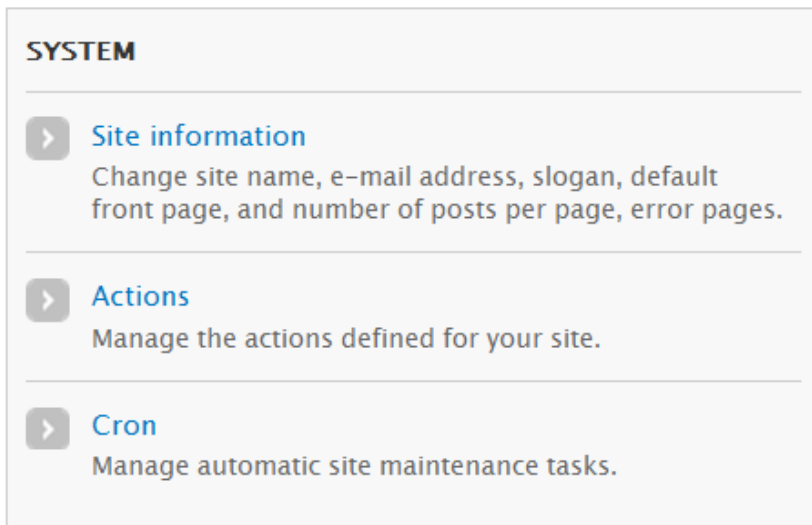 SYSTEM
Site information
Change site name, e-mail address, slogan, default
front page, and number of posts per page, error pages.
Actions
Manage the actions defined for your site.
Cron
Manage automatic site maintenance tasks.